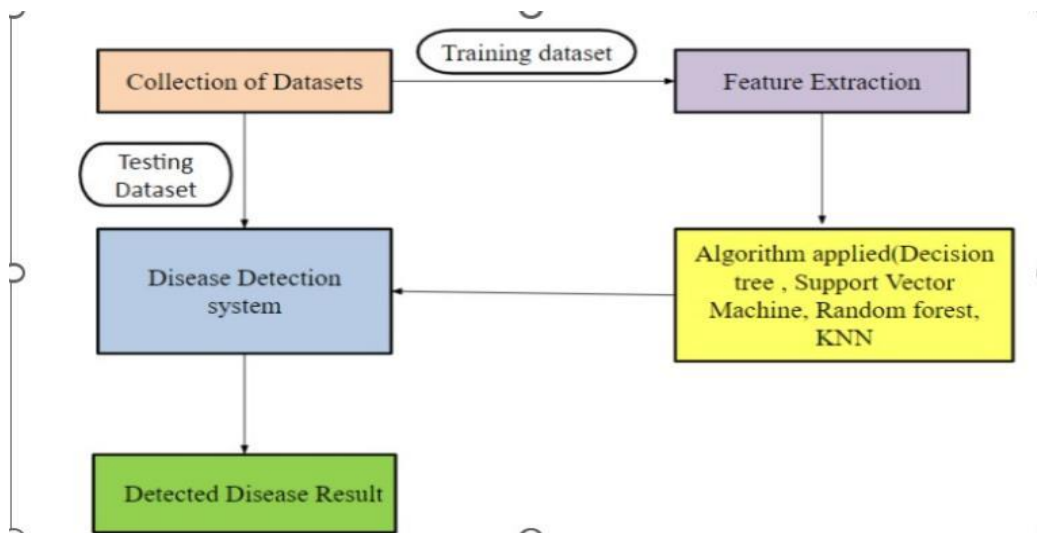 Training dataset
Collection of Datasets
Feature Extraction
Testing
Dataset
Disease Detection
system
Algorithm applied(Decision
tree , Support Vector
Machine, Random forest,
KNN
Detected Disease Result